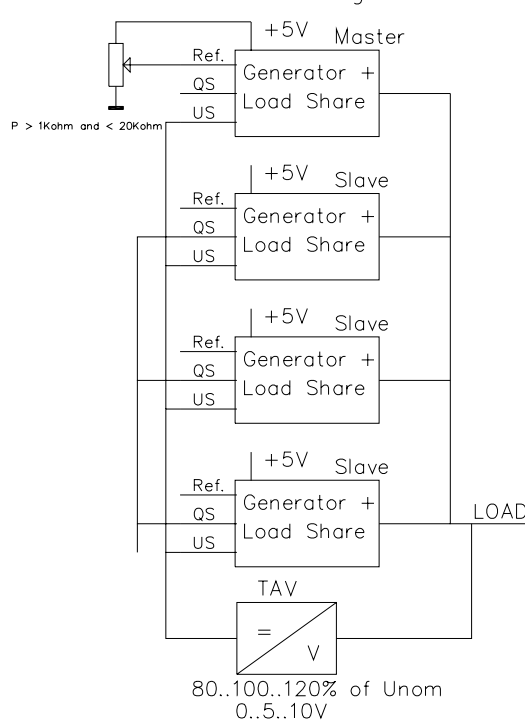 +5V Master
Ref.
Generator +
QS
Load Share
US
P > 1Kohm and < 20Kohm
+5V Slave
Ref.
Generator +
QS
Load Share
US
+5V Slave
Ref.
Generator +
QS
Load Share
US
+5V Slave
Ref.
Generator +
QS
LOAD
Load Share
US
TAV
=
V
80..100..120% of Unom
0..5..10V